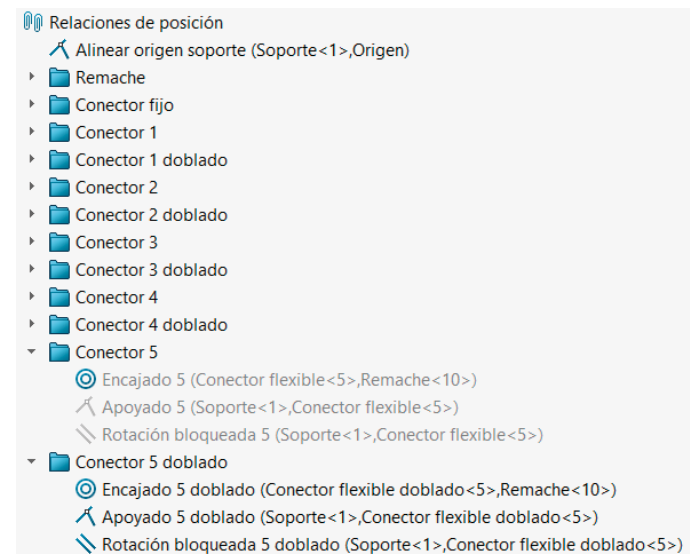 Relaciones de posición
Alinear origen soporte (Soporte<1>,Origen)
Remache
Conector fijo
Conector 1
Conector 1 doblado
Conector 2
Conector 2 doblado
Conector 3
Conector 3 doblado
Conector 4
Conector 4 doblado
Conector 5
Encajado 5 (Conector flexible<5>,Remache<10>)
Apoyado 5 (Soporte<1>,Conector flexible<5>)
Rotación bloqueada 5 (Soporte<1>,Conector flexible<5>)
Conector 5 doblado
Encajado 5 doblado (Conector flexible doblado<5>,Remache<10>)
Apoyado 5 doblado (Soporte<1>,Conector flexible doblado<5>)
Rotación bloqueada 5 doblado (Soporte<1>,Conector flexible doblado<5>)